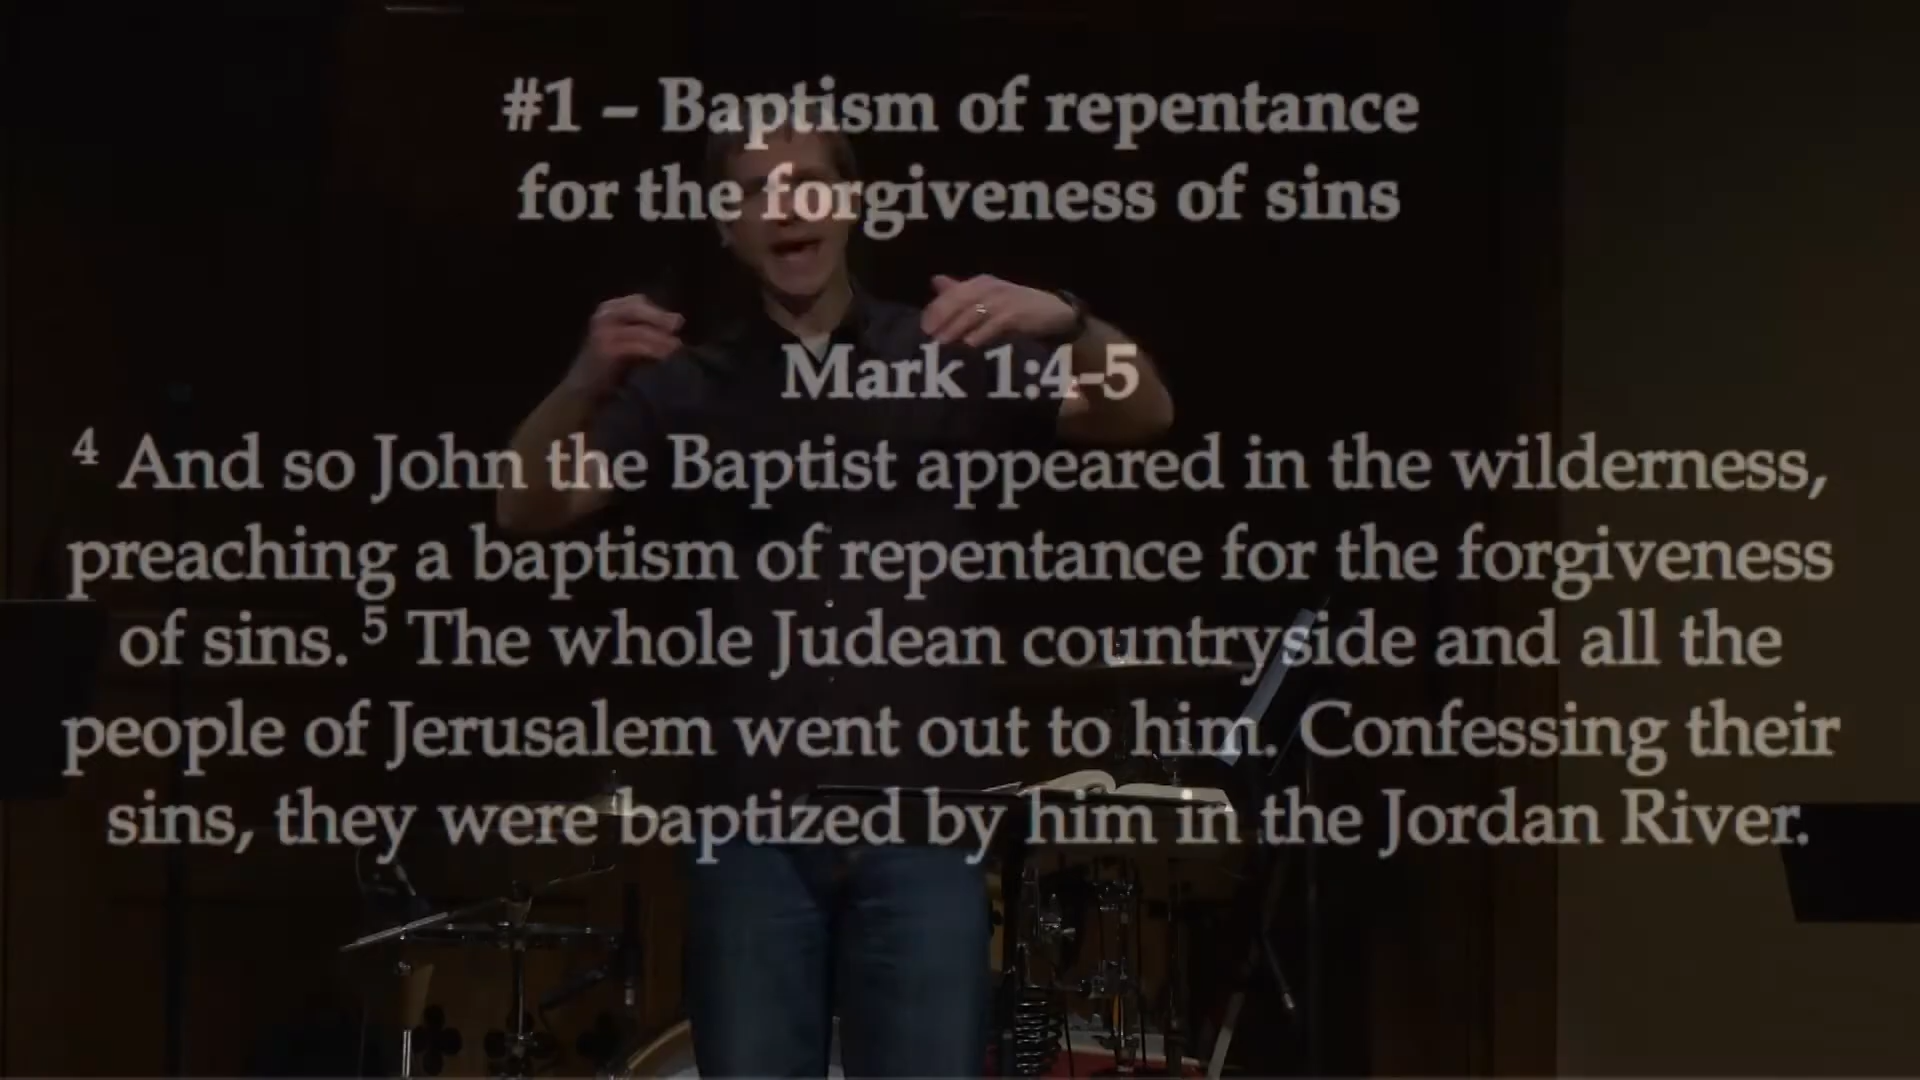 #1 – Baptism of repentance
for the forgiveness of sins
Mark 1:4-5
4 And so John the Baptist appeared in the wilderness,
preaching a baptism of repentance for the forgiveness
of sins. 5 The whole Judean countryside and all the
people of Jerusalem went out to him. Confessing their
sins, they were baptized by him in the Jordan River.